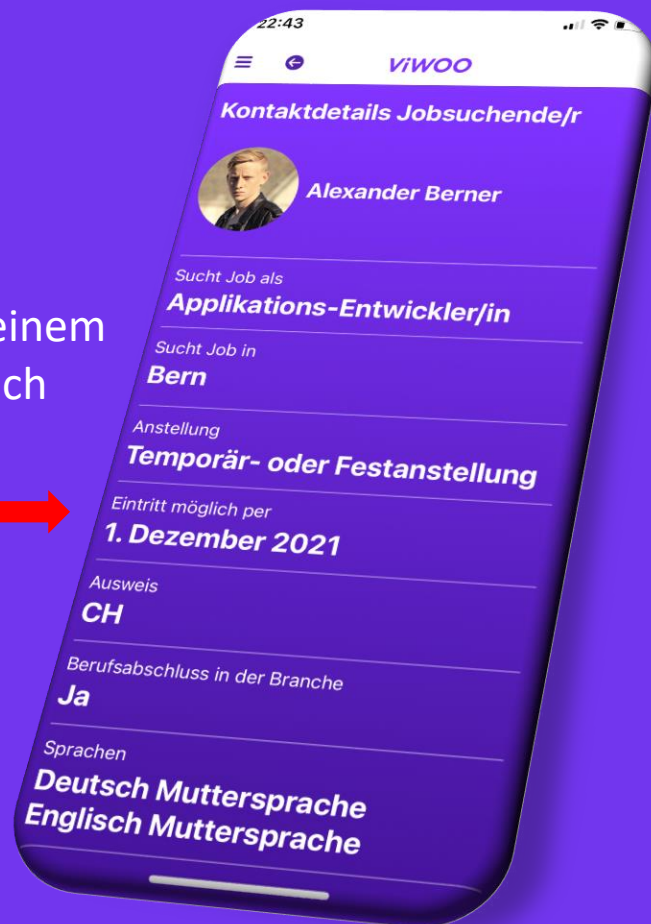 einem
ch
22:43
ViWOO
Kontaktdetails Jobsuchende/r
Alexander Berner
Sucht Job als
Applikations-Entwickler/in
Sucht Job in
Bern
Anstellung
Temporär- oder Festanstellung
Eintritt möglich per
1. Dezember 2021
Ausweis
CH
Berufsabschluss in der Branche
Ja
Sprachen
Deutsch Muttersprache
Englisch Muttersprache